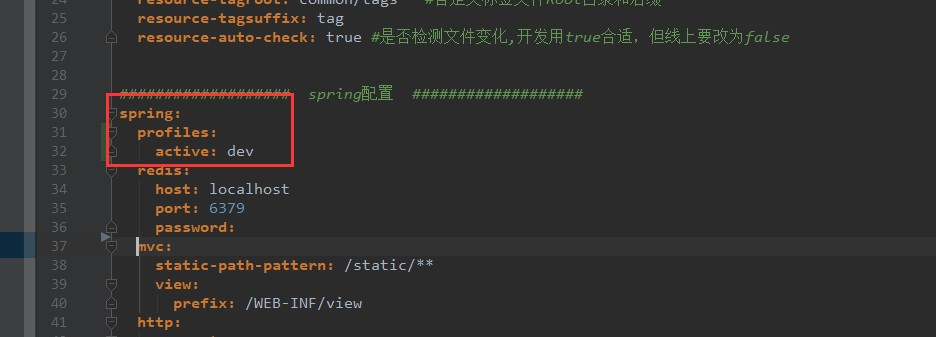 24 resource-tagroot: common/tags #自定义标签文件Root目录和后缀
25 resource-tagsuffix: tag
26 resource-auto-check: true #是否检测文件变化,开发用true合适，但线上要改为false
27
28
29 ################### spring配置 ###################
30 spring:
31 profiles:
32 active: dev
33 redis:
34 host: localhost
35 port: 6379
36 password:
37 mvc:
38 static-path-pattern: /static/**
39 view:
40 prefix: /WEB-INF/view
41 http: